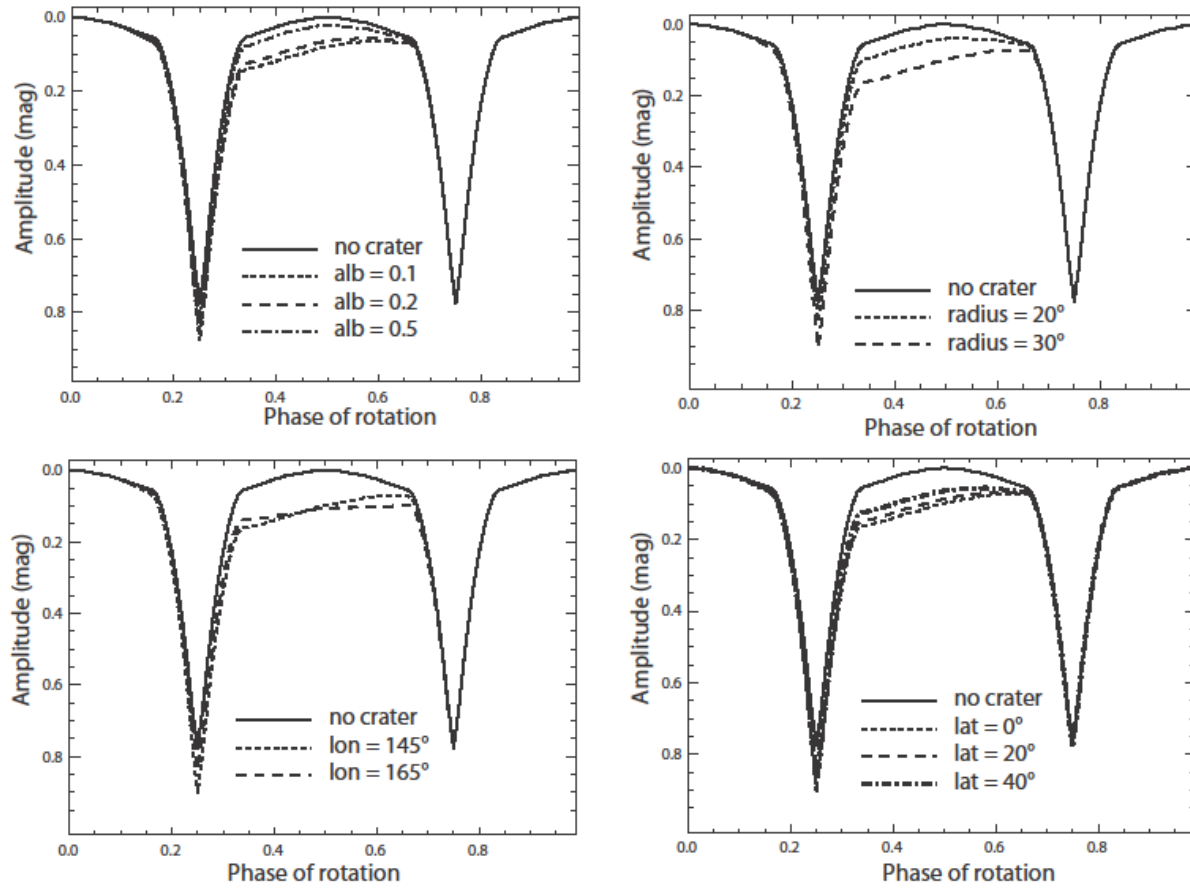 0.0
0.2
0.4
0.6
0.8
Amplitude (mag)
no crater
alb = 0.1
alb = 0.2
alb = 0.5
0.0 0.2 0.4 0.6 0.8
Phase of rotation
0.0
0.2
0.4
0.6
0.8
Amplitude (mag)
no crater
radius = 20°
radius = 30°
0.0 0.2 0.4 0.6 0.8
Phase of rotation
0.0
0.2
0.4
0.6
0.8
Amplitude (mag)
no crater
lon = 145°
lon = 165°
0.0 0.2 0.4 0.6 0.8
Phase of rotation
0.0
0.2
0.4
0.6
0.8
Amplitude (mag)
no crater
lat = 0°
lat = 20°
lat = 40°
0.0 0.2 0.4 0.6 0.8
Phase of rotation